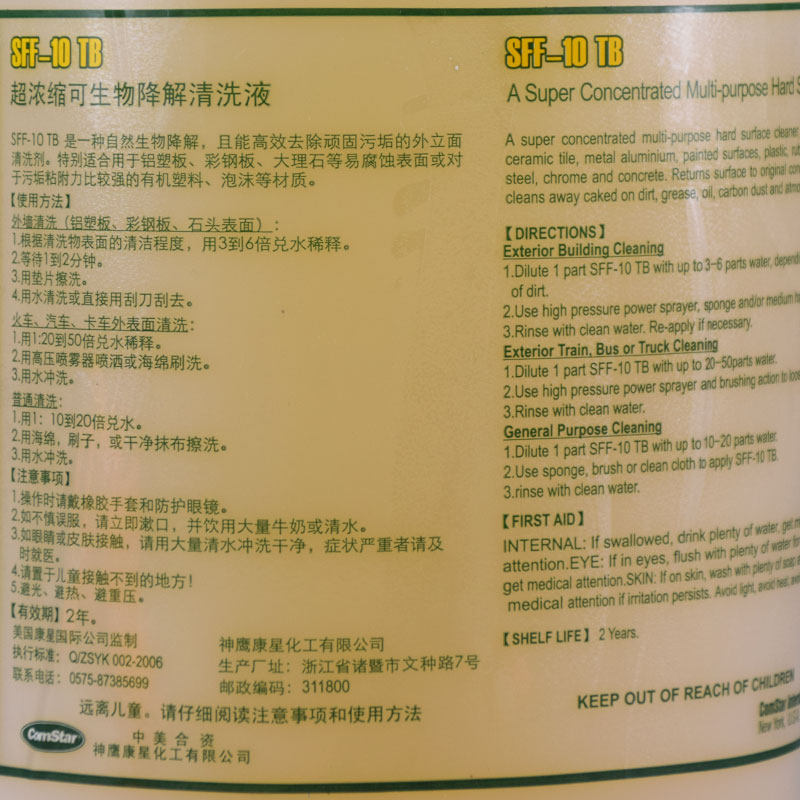 SFF-10 TB
超浓缩可生物降解清洗液
SFF-10 TB 是一种自然生物降解，且能高效去除顽固污垢的外立面
清洗剂。特别适合用于铝塑板、彩钢板、大理石等易腐蚀表面或对
于污垢粘附力比较强的有机塑料、泡沫等材质。
【使用方法】
外墙清洗（铝塑板、彩钢板、石头表面）:
1.根据清洗物表面的清洁程度，用3到6倍兑水稀释。
2.等待1到2分钟。
3.用垫片擦洗。
4.用水清洗或直接用刮刀刮去。
火车、汽车、卡车外表面清洗:
1.用1:20到50倍兑水稀释。
2.用高压喷雾器喷洒或海绵刷洗。
3.用水冲洗。
普通清洗:
1.用1: 10到20倍兑水。
2.用海绵，刷子，或干净抹布擦洗。
3.用水冲洗。
【注意事项】
1.操作时请戴橡胶手套和防护眼镜。
2.如不慎误服，请立即漱口，并饮用大量牛奶或清水。
3.如眼睛或皮肤接触，请用大量清水冲洗干净，症状严重者请及
时就医。
4.请置于儿童接触不到的地方!
5.避光、避热、避重压。
【有效期】2年。
美国康星国际公司监制
执行标准: Q/ZSYK 002-2006
联系电话: 0575-87385699
神鹰康星化工有限公司
生产厂址: 浙江省诸暨市文种路7号
邮政编码: 311800
远离儿童。请仔细阅读注意事项和使用方法
ComStar
中美合资
神鹰康星化工有限公司
SFF-10 TB
A Super Concentrated Multi-purpose Hard
A super concentrated multi-purpose hard surface cleaner
ceramic tile, metal aluminium, painted surfaces, plastic,
steel, chrome and concrete. Returns surface to original
cleans away caked on dirt, grease, oil, carbon dust and
【DIRECTIONS】
Exterior Building Cleaning
1.Dilute 1 part SFF-10 TB with up to 3-6 parts water,
of dirt.
2.Use high pressure power sprayer, sponge and/or medium
3.Rinse with clean water. Re-apply if necessary.
Exterior Train, Bus or Truck Cleaning
1.Dilute 1 part SFF-10 TB with up to 20-50parts water.
2.Use high pressure power sprayer and brushing action to
3.Rinse with clean water.
General Purpose Cleaning
1.Dilute 1 part SFF-10 TB with up to 10-20 parts water.
2.Use sponge, brush or clean cloth to apply SFF-10 TB.
3.rinse with clean water.
【FIRST AID】
INTERNAL: If swallowed, drink plenty of water, get
attention.EYE: If in eyes, flush with plenty of water
get medical attention.SKIN: If on skin, wash with plenty of soap
medical attention if irritation persists. Avoid light, avoid heat,
【SHELF LIFE】 2 Years.
KEEP OUT OF REACH OF CHILDREN
ComStar
New York,